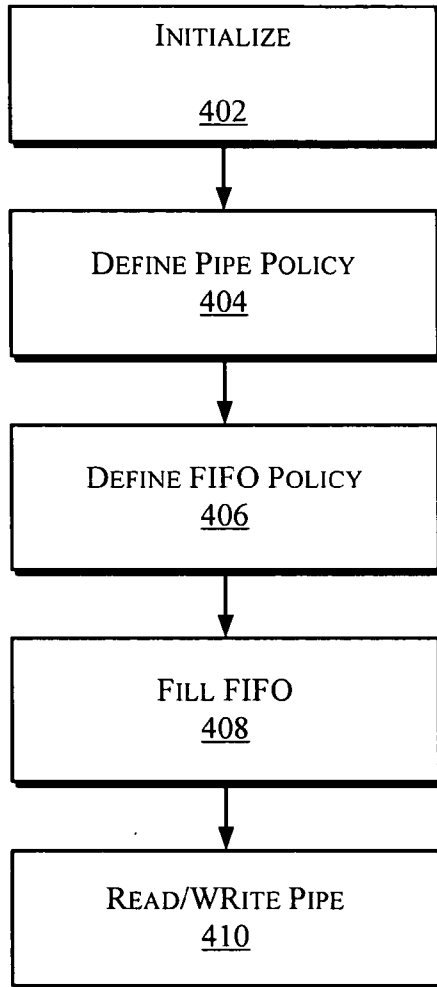 INITIALIZE
402
DEFINE PIPE POLICY
404
DEFINE FIFO POLICY
406
FILL FIFO
408
READ/WRITE PIPE
410